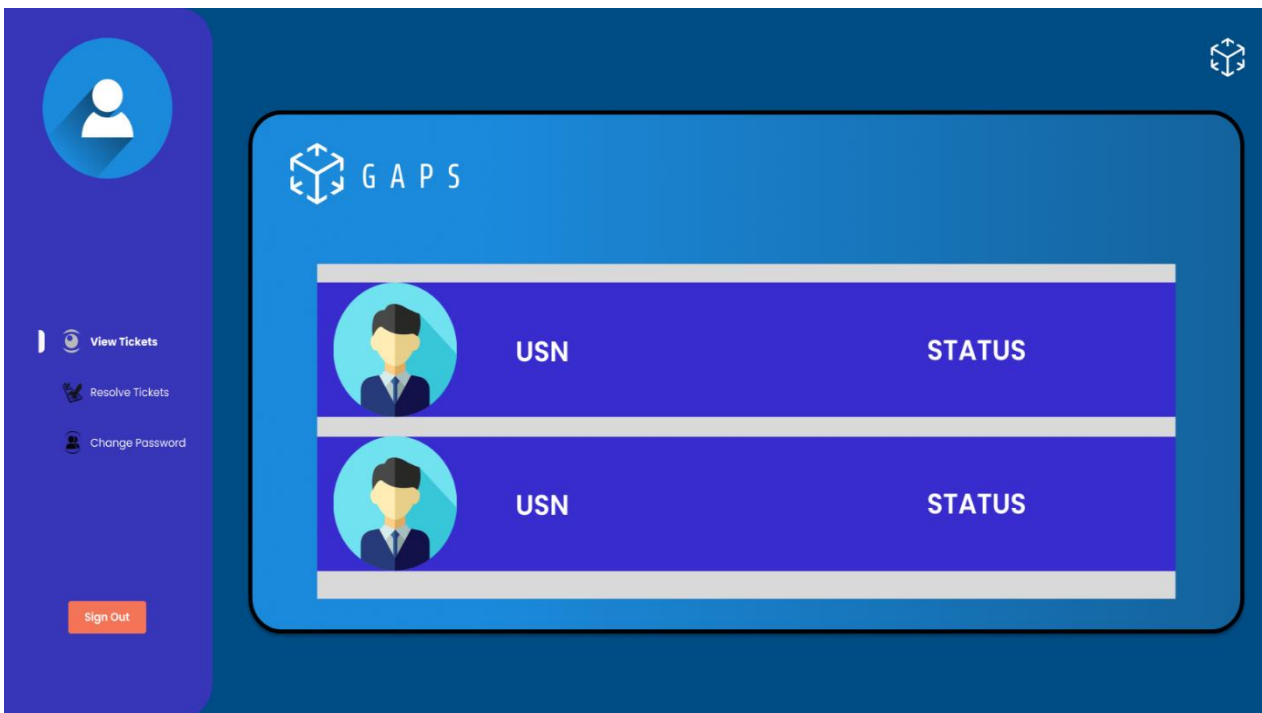 GAPS
View Tickets
Resolve Tickets
Change Password
Sign Out
USN
STATUS
USN
STATUS